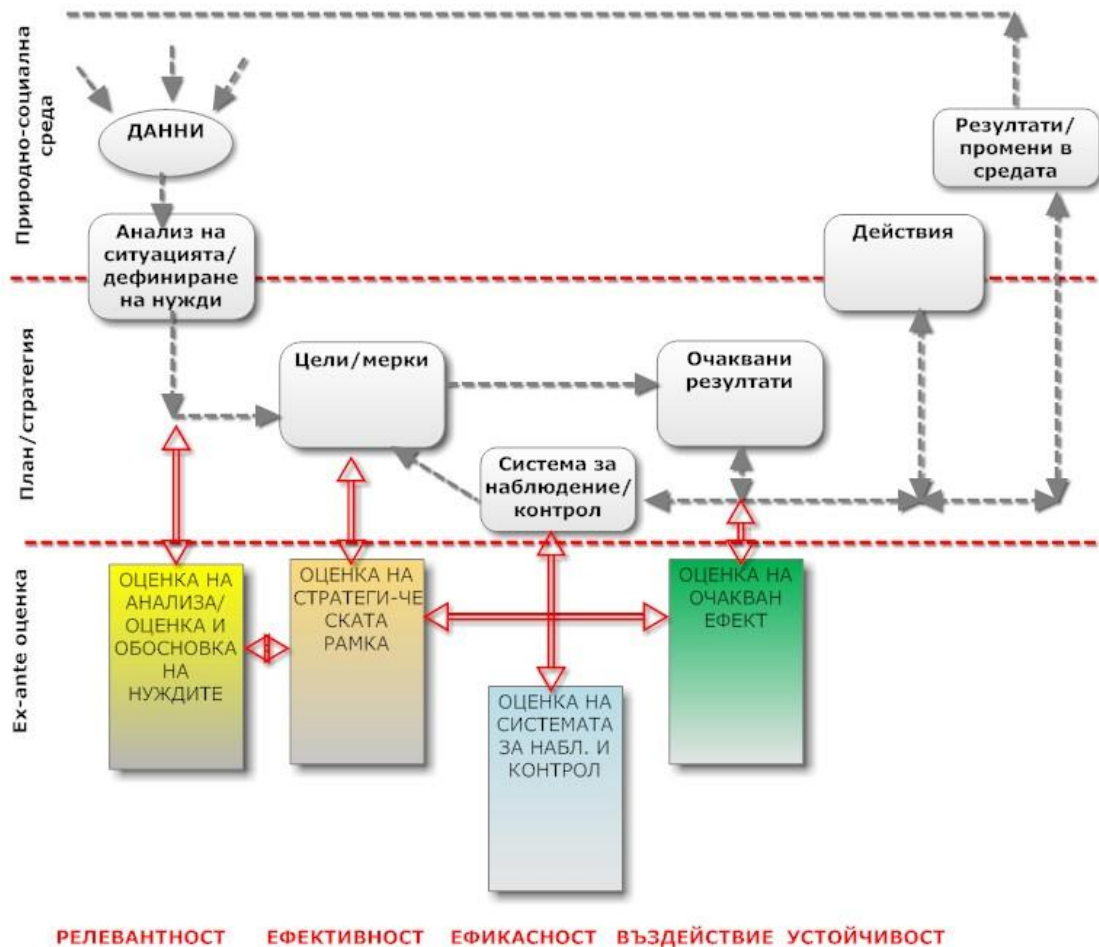 Природно-социална
среда
ДАННИ
Резултати/
промени в
средата
Анализ на
ситуацията/
дефиниране
на нужди
Действия
План/стратегия
Цели/мерки
Очаквани
резултати
Система за
наблюдение/
контрол
Ex-ante оценка
ОЦЕНКА НА
АНАЛИЗА/
ОЦЕНКА И
ОБОСНОВКА
НА
НУЖДИТЕ
ОЦЕНКА НА
СТРАТЕГИ-ЧЕ
СКАТА
РАМКА
ОЦЕНКА НА
СИСТЕМАТА
ЗА НАБЛ. И
КОНТРОЛ
ОЦЕНКА НА
ОЧАКВАН
ЕФЕКТ
РЕЛЕВАНТНОСТ ЕФЕКТИВНОСТ ЕФИКАСНОСТ ВЪЗДЕЙСТВИЕ УСТОЙЧИВОСТ